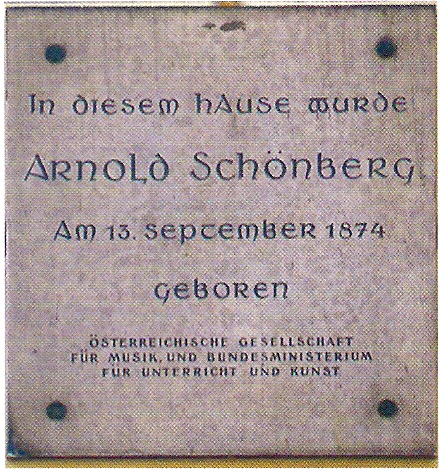 In diesem Hause wurde
Arnold Schönberg
Am 13. September 1874
geboren
ÖSTERREICHISCHE GESELLSCHAFT
FÜR MUSIK, UND BUNDESMINISTERIUM
FÜR UNTERRICHT UND KUNST